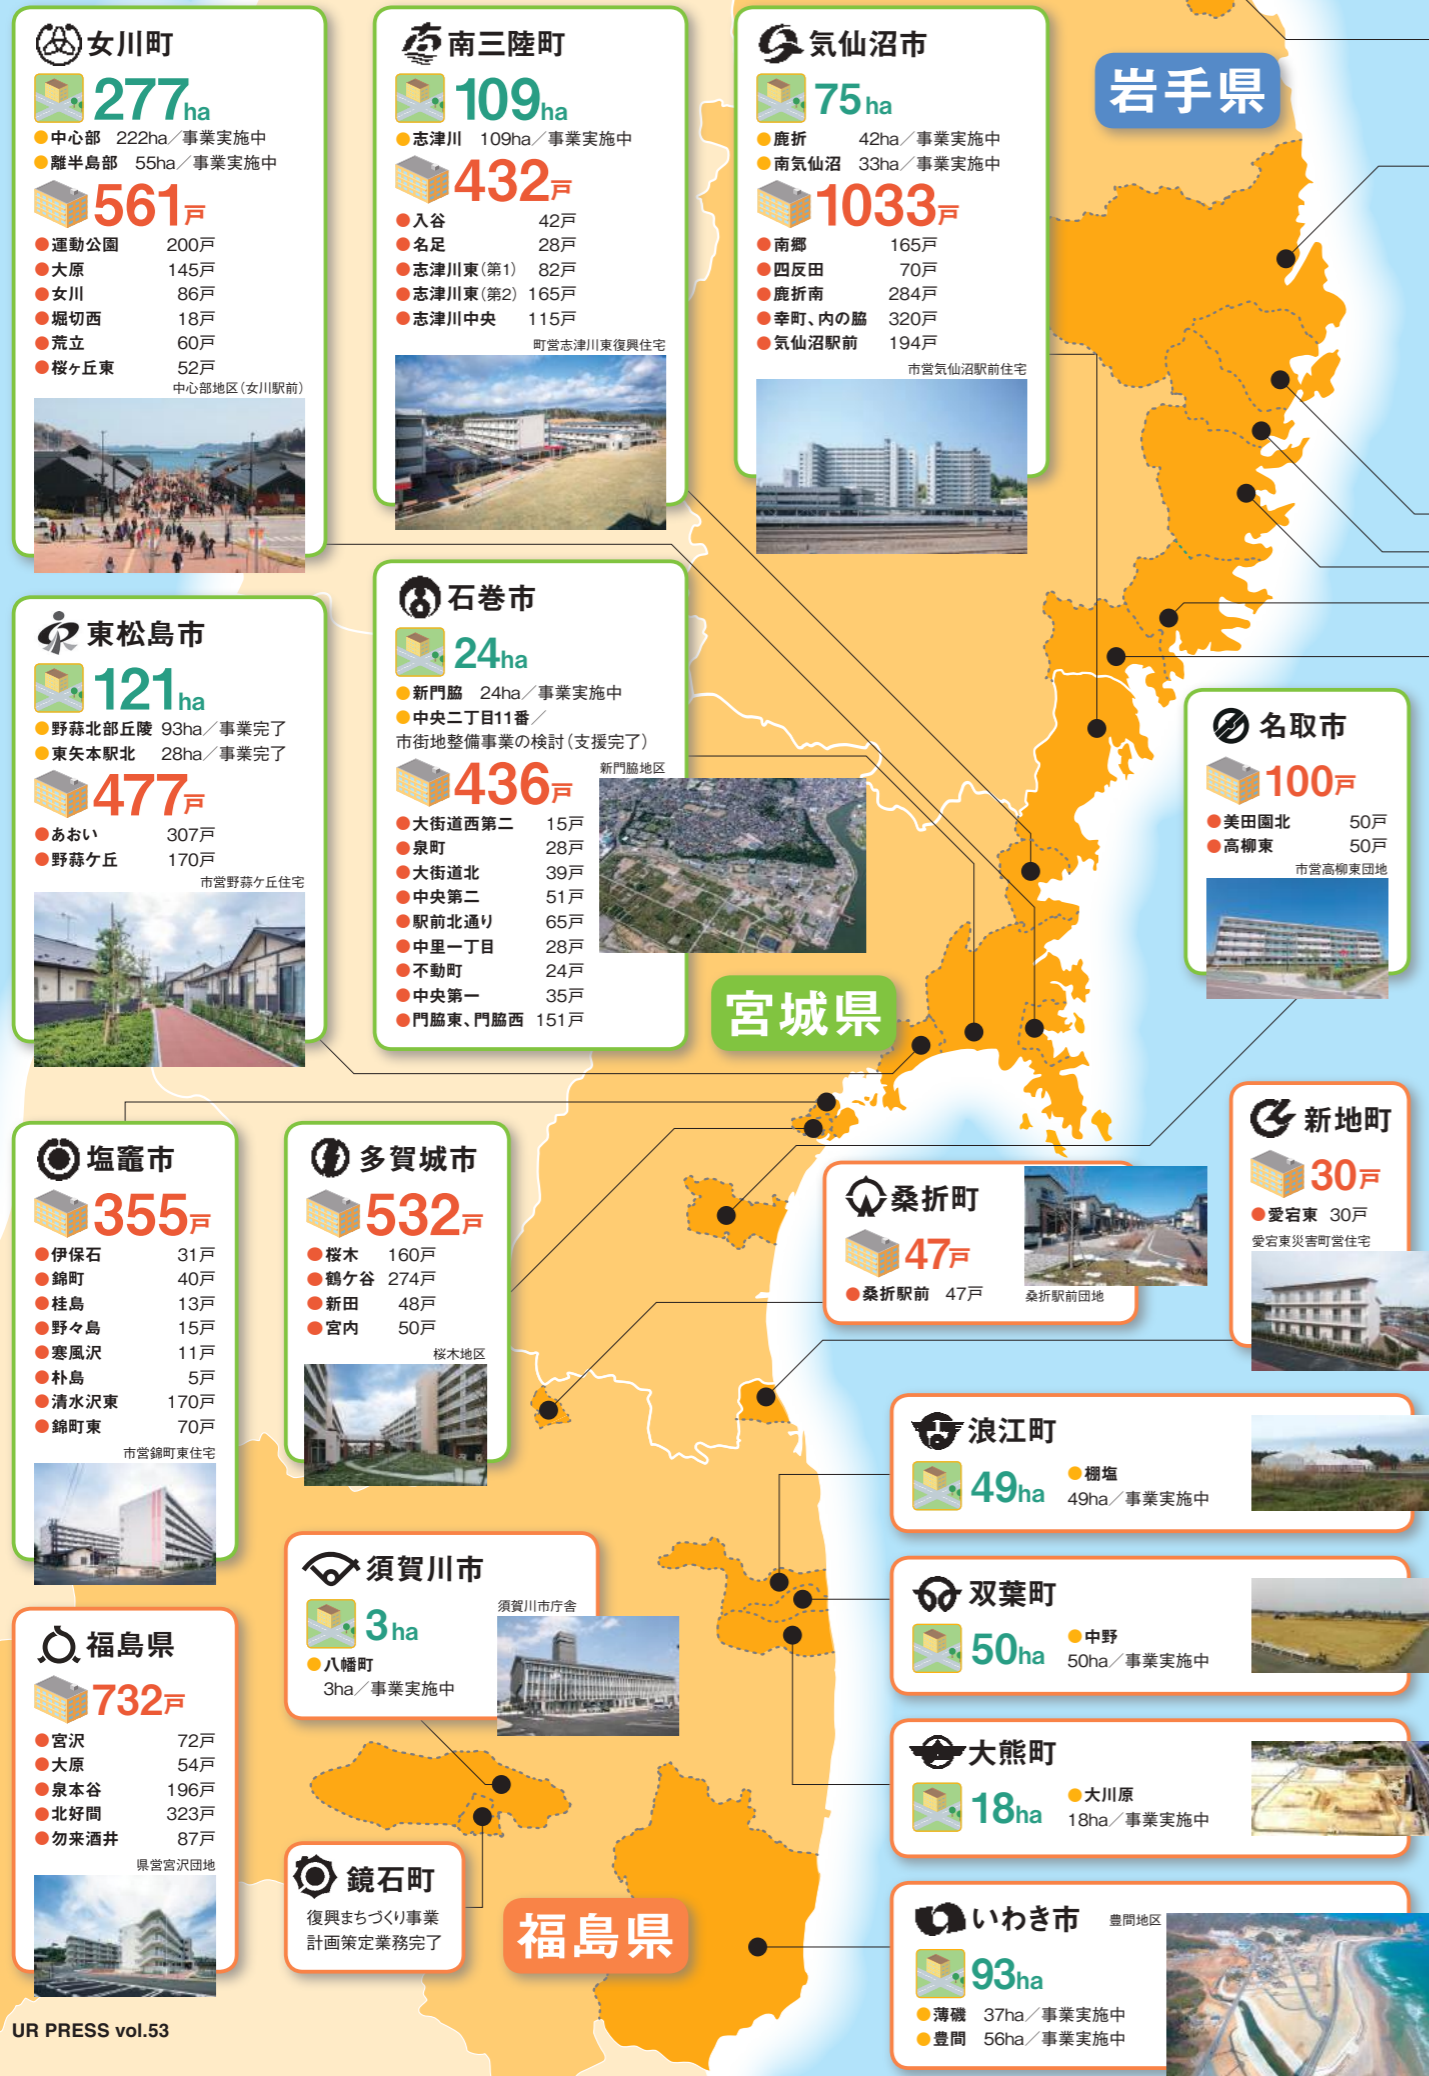 女川町
277ha
●中心部 222ha／事業実施中
●離半島部 55ha／事業実施中
561戸
●運動公園 200戸
●大原 145戸
●女川 86戸
●堀切西 18戸
●荒立 60戸
●桜ヶ丘東 52戸
中心部地区（女川駅前）
南三陸町
109ha
●志津川 109ha／事業実施中
432戸
●入谷 42戸
●名足 28戸
●志津川東（第1） 82戸
●志津川東（第2） 165戸
●志津川中央 115戸
町営志津川東復興住宅
気仙沼市
75ha
●鹿折 42ha／事業実施中
●南気仙沼 33ha／事業実施中
1033戸
●南郷 165戸
●四反田 70戸
●鹿折南 284戸
●幸町、内の脇 320戸
●気仙沼駅前 194戸
市営気仙沼駅前住宅
岩手県
東松島市
121ha
●野蒜北部丘陵 93ha／事業完了
●東矢本駅北 28ha／事業完了
477戸
●あおい 307戸
●野蒜ケ丘 170戸
市営野蒜ケ丘住宅
石巻市
24ha
●新門脇 24ha／事業実施中
●中央二丁目11番／
市街地整備事業の検討（支援完了）
436戸
新門脇地区
●大街道西第二 15戸
●泉町 28戸
●大街道北 39戸
●中央第二 51戸
●駅前北通り 65戸
●中里一丁目 28戸
●不動町 24戸
●中央第一 35戸
●門脇東、門脇西 151戸
名取市
100戸
●美田園北 50戸
●高柳東 50戸
市営高柳東団地
宮城県
塩竈市
355戸
●伊保石 31戸
●錦町 40戸
●桂島 13戸
●野々島 15戸
●寒風沢 11戸
●朴島 5戸
●清水沢東 170戸
●錦町東 70戸
市営錦町東住宅
多賀城市
532戸
●桜木 160戸
●鶴ケ谷 274戸
●新田 48戸
●宮内 50戸
桜木地区
桑折町
47戸
●桑折駅前 47戸
桑折駅前団地
新地町
30戸
●愛宕東 30戸
愛宕東災害町営住宅
浪江町
49ha
●棚塩
49ha／事業実施中
双葉町
50ha
●中野
50ha／事業実施中
大熊町
18ha
●大川原
18ha／事業実施中
いわき市
豊間地区
93ha
●薄磯 37ha／事業実施中
●豊間 56ha／事業実施中
須賀川市
3ha
●八幡町
3ha／事業実施中
須賀川市庁舎
福島県
732戸
●宮沢 72戸
●大原 54戸
●泉本谷 196戸
●北好間 323戸
●勿来酒井 87戸
県営宮沢団地
鏡石町
復興まちづくり事業
計画策定業務完了
福島県
UR PRESS vol.53